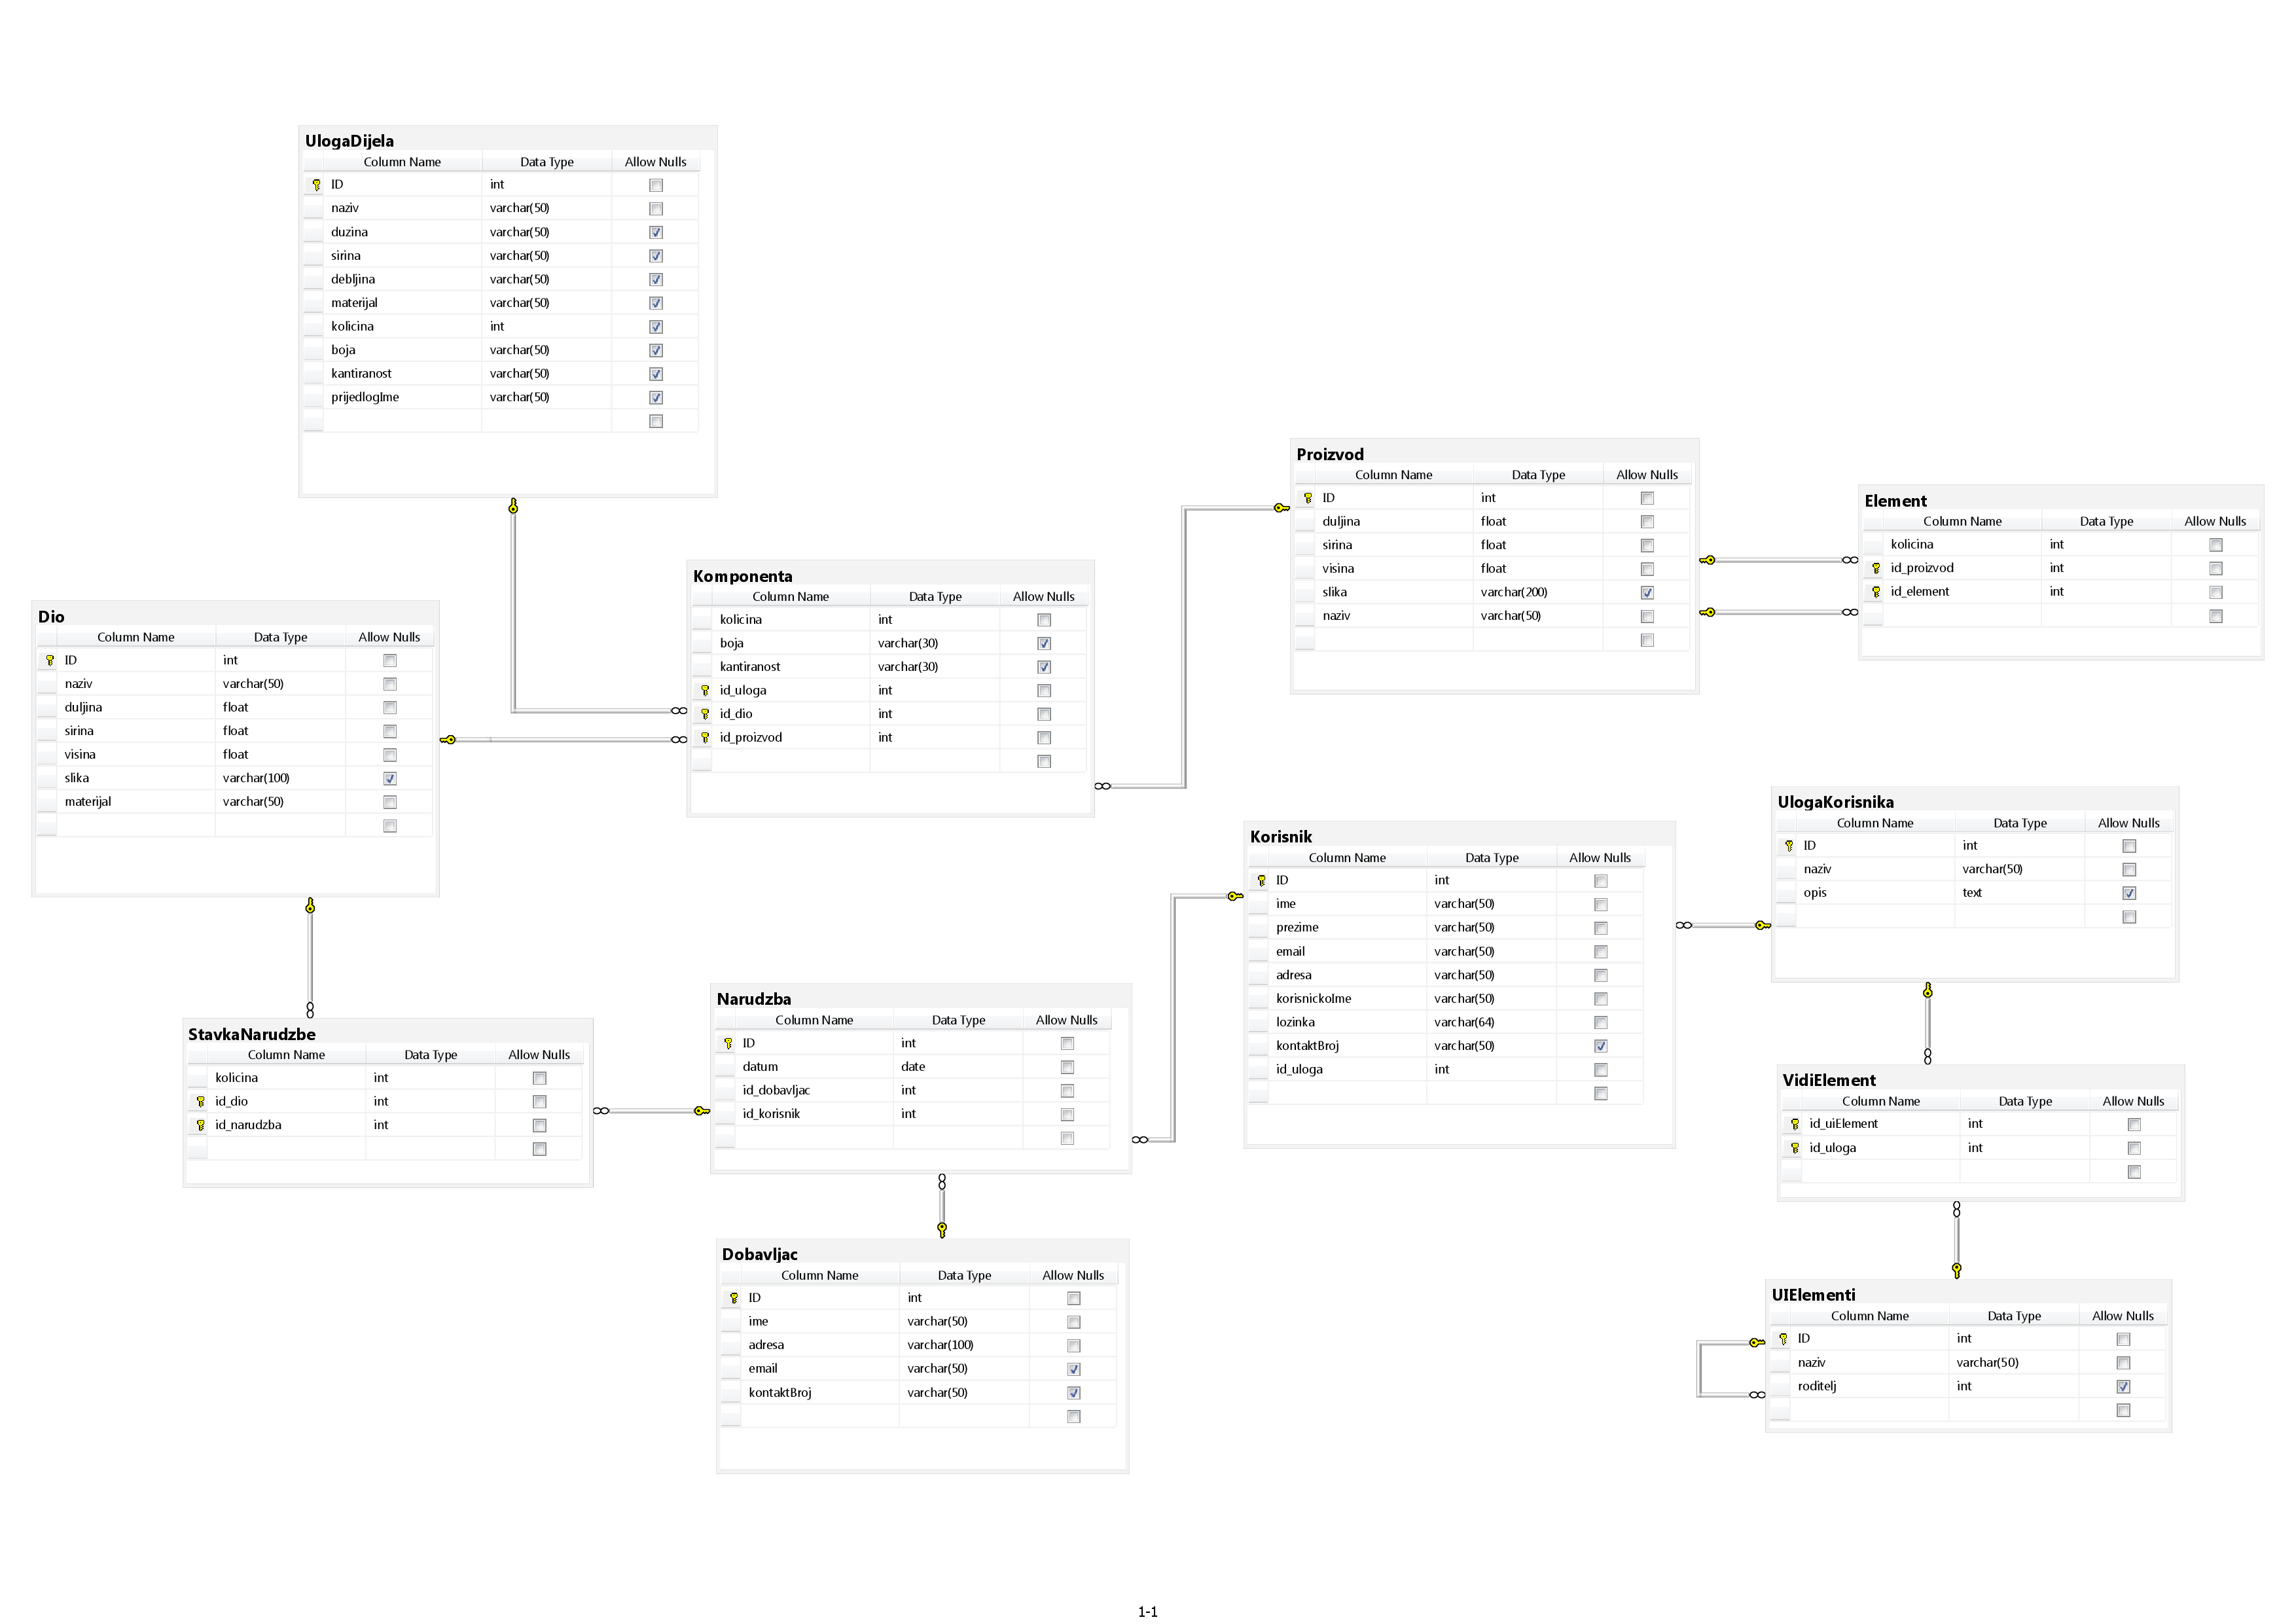 UlogaDijela
Column Name Data Type Allow Nulls
ID int
naziv varchar(50)
duzina varchar(50)
sirina varchar(50)
debljina varchar(50)
materijal varchar(50)
kolicina int
boja varchar(50)
kantiranost varchar(50)
prijedlogIme varchar(50)
Proizvod
Column Name Data Type Allow Nulls
ID int
duljina float
sirina float
visina float
slika varchar(200)
naziv varchar(50)
Element
Column Name Data Type Allow Nulls
kolicina int
id_proizvod int
id_element int
Komponenta
Column Name Data Type Allow Nulls
kolicina int
boja varchar(30)
kantiranost varchar(30)
id_uloga int
id_dio int
id_proizvod int
Dio
Column Name Data Type Allow Nulls
ID int
naziv varchar(50)
duljina float
sirina float
visina float
slika varchar(100)
materijal varchar(50)
UlogaKorisnika
Column Name Data Type Allow Nulls
ID int
naziv varchar(50)
opis text
Korisnik
Column Name Data Type Allow Nulls
ID int
ime varchar(50)
prezime varchar(50)
email varchar(50)
adresa varchar(50)
korisnickoIme varchar(50)
lozinka varchar(64)
kontaktBroj varchar(50)
id_uloga int
Narudzba
Column Name Data Type Allow Nulls
ID int
datum date
id_dobavljac int
id_korisnik int
StavkaNarudzbe
Column Name Data Type Allow Nulls
kolicina int
id_dio int
id_narudzba int
VidiElement
Column Name Data Type Allow Nulls
id_uiElement int
id_uloga int
Dobavljac
Column Name Data Type Allow Nulls
ID int
ime varchar(50)
adresa varchar(100)
email varchar(50)
kontaktBroj varchar(50)
UIElementi
Column Name Data Type Allow Nulls
ID int
naziv varchar(50)
roditelj int
1-1